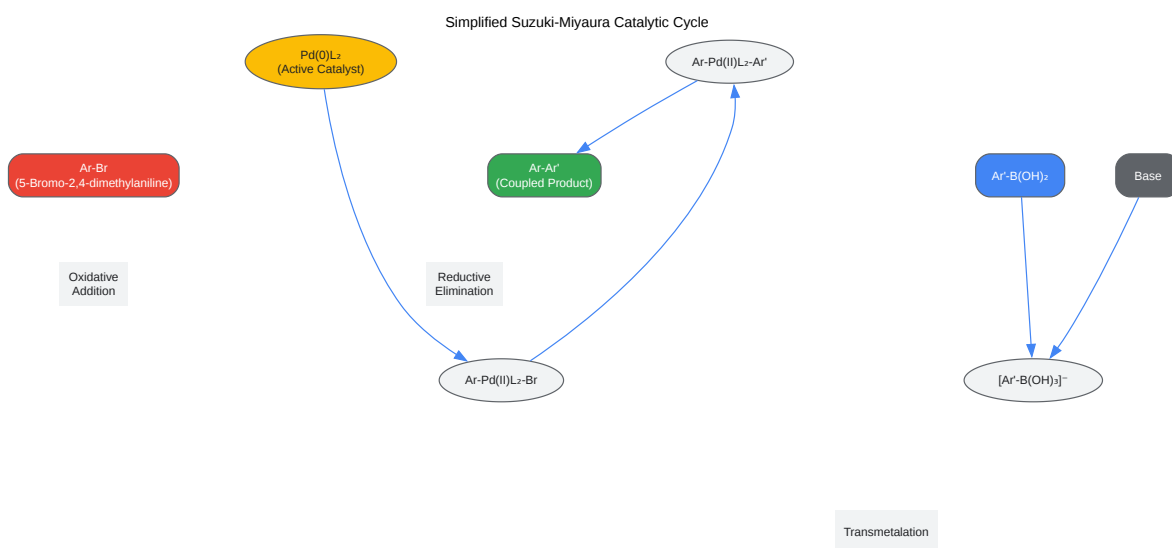 Simplified Suzuki-Miyaura Catalytic Cycle
Pd(0)L₂
(Active Catalyst)
Ar-Pd(II)L₂-Ar'
Ar-Br
(5-Bromo-2,4-dimethylaniline)
Ar-Ar'
(Coupled Product)
Ar'-B(OH)₂
Base
Oxidative
Addition
Reductive
Elimination
Ar-Pd(II)L₂-Br
[Ar'-B(OH)₃]⁻
Transmetalation